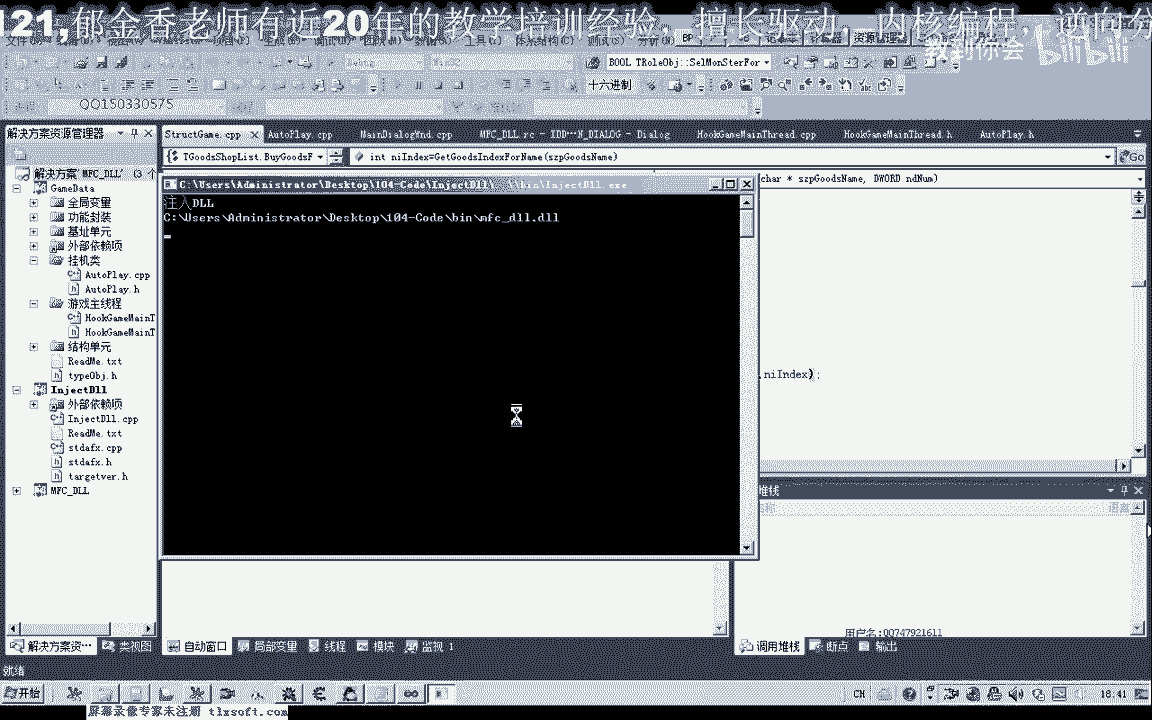 121,郁金香老师有近20年的教学培训经验，擅长驱动、内核编程，逆向分
教到你会 bilibili
BOOL TRoleObj::SelMonSterFor
十六进制
QQ150330575
解决方案资源管理器
StructGame.cpp AutoPlay.cpp MainDialogWnd.cpp MFC_DLL.rc - IDD...N_DIALOG - Dialog HookGameMainThread.cpp HookGameMainThread.h AutoPlay.h
TGoodsShopList.BuyGoodsF int niIndex=GetGoodsIndexForName(szpGoodsName) Go
char * szpGoodsName, DWORD ndNum)
解决方案"MFC_DLL" (3 个
GameData
全局变量
功能封装
基址单元
外部依赖项
挂机类
AutoPlay.cpp
AutoPlay.h
游戏主线程
HookGameMainT
HookGameMainT
结构单元
ReadMe.txt
typeObj.h
InjectDll
外部依赖项
InjectDll.cpp
ReadMe.txt
stdafx.cpp
stdafx.h
targetver.h
MFC_DLL
C:\Users\Administrator\Desktop\104-Code\InjectDLL\..\bin\InjectDll.exe
注入DLL
C:\Users\Administrator\Desktop\104-Code\bin\mfc_dll.dll
.niIndex);
堆栈
名称 语言
用户名:QQ747921611
解决方案资... 类视图
自动窗口 局部变量 线程 模块 监视 1
调用堆栈 断点 输出
就绪
开始
CH
18:41
屏幕录像专家未注册 tlxsoft.com